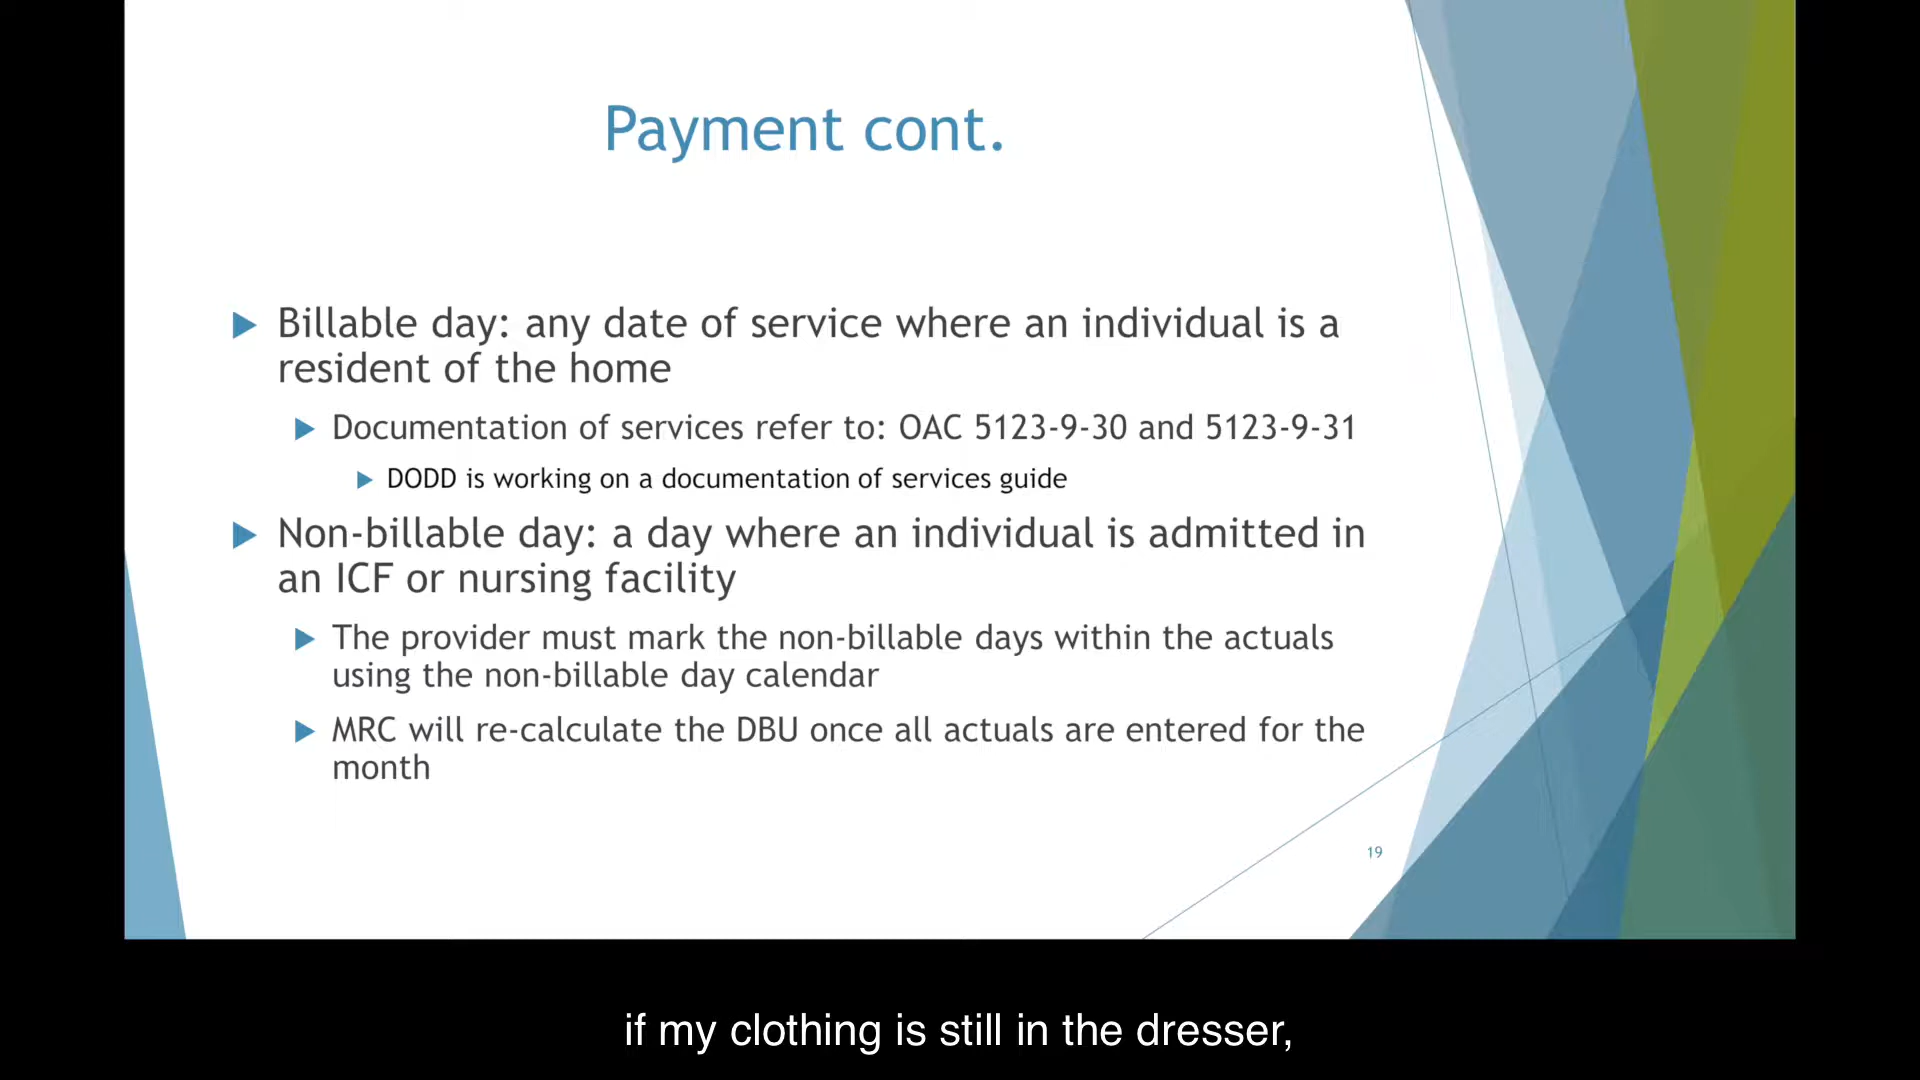 Payment cont.
Billable day: any date of service where an individual is a
resident of the home
Documentation of services refer to: OAC 5123-9-30 and 5123-9-31
DODD is working on a documentation of services guide
Non-billable day: a day where an individual is admitted in
an ICF or nursing facility
The provider must mark the non-billable days within the actuals
using the non-billable day calendar
MRC will re-calculate the DBU once all actuals are entered for the
month
19
if my clothing is still in the dresser,